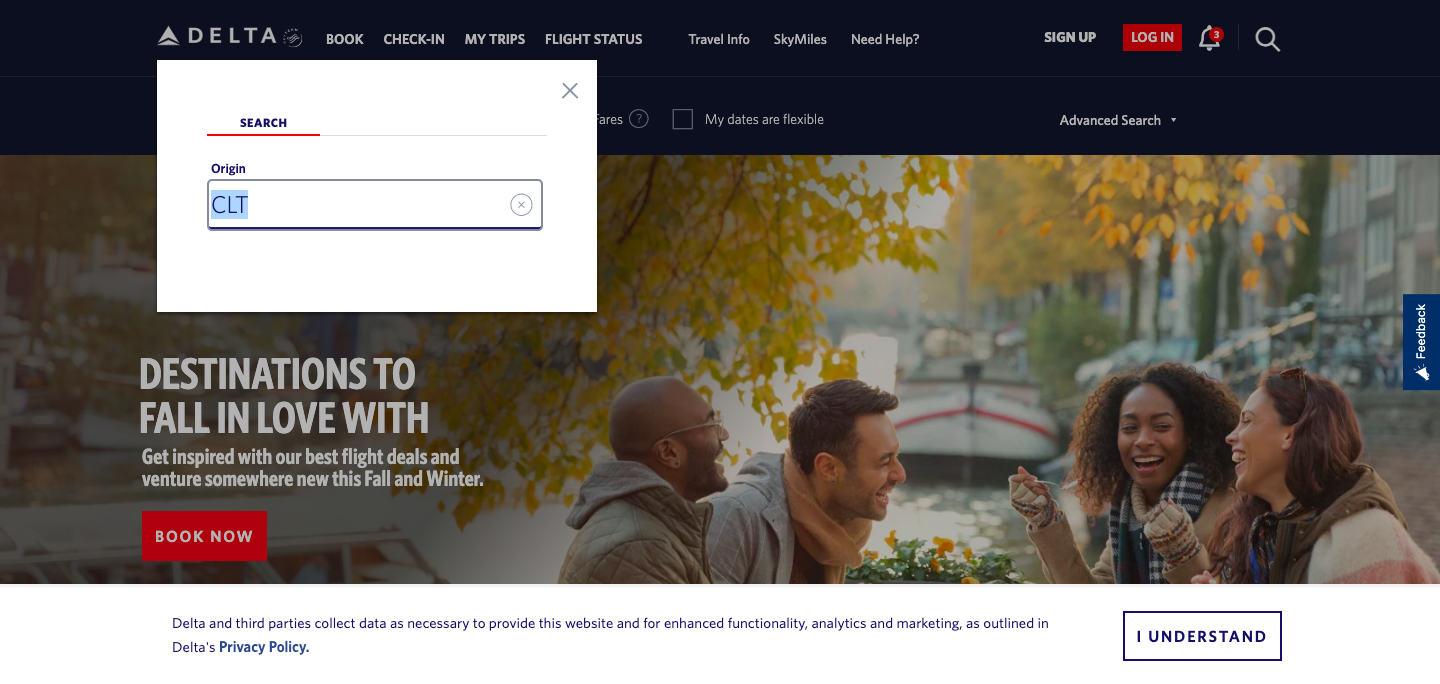 DELTA
BOOK
CHECK-IN
MY TRIPS
FLIGHT STATUS
Travel Info
SkyMiles
Need Help?
SIGN UP
LOG IN
3
Fares
?
My dates are flexible
Advanced Search
SEARCH
Origin
CLT
Feedback
DESTINATIONS TO
FALL IN LOVE WITH
Get inspired with our best flight deals and
venture somewhere new this Fall and Winter.
BOOK NOW
Delta and third parties collect data as necessary to provide this website and for enhanced functionality, analytics and marketing, as outlined in
Delta's Privacy Policy.
I UNDERSTAND